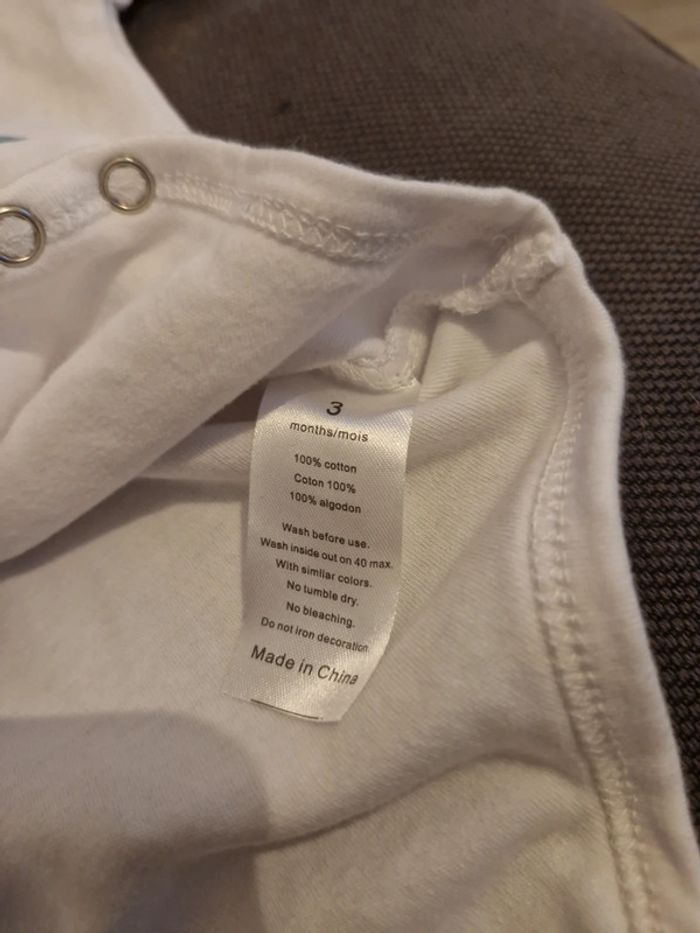 3
months/mois
100% cotton
Coton 100%
100% algodon
Wash before use.
Wash inside out on 40 max.
With simliar colors.
No tumble dry.
No bleaching.
Do not iron decoration.
Made in China